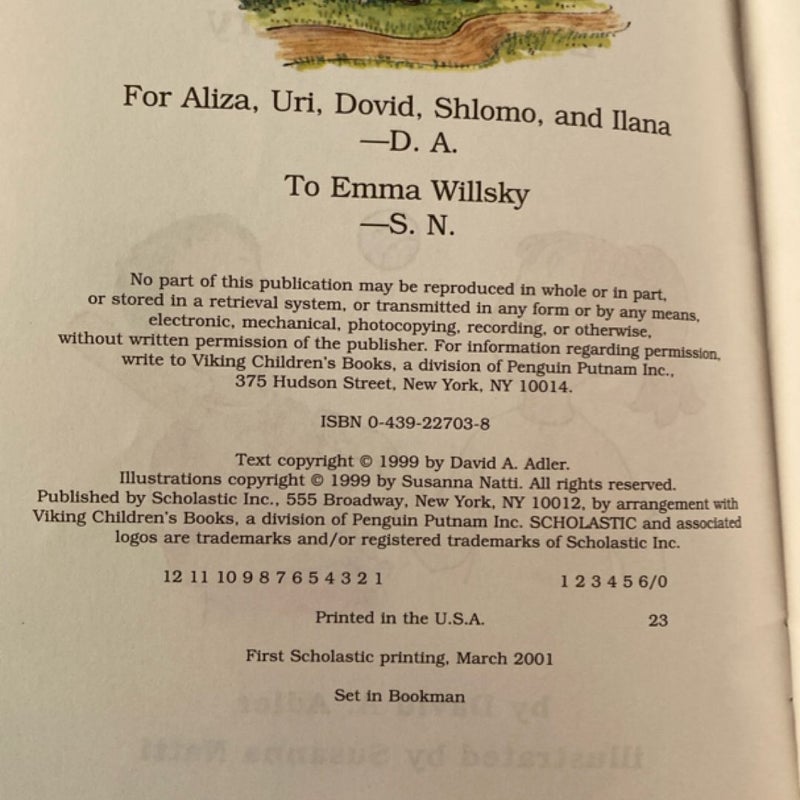 For Aliza, Uri, Dovid, Shlomo, and Ilana
—D. A.
To Emma Willsky
—S. N.
No part of this publication may be reproduced in whole or in part,
or stored in a retrieval system, or transmitted in any form or by any means,
electronic, mechanical, photocopying, recording, or otherwise,
without written permission of the publisher. For information regarding permission,
write to Viking Children's Books, a division of Penguin Putnam Inc.,
375 Hudson Street, New York, NY 10014.
ISBN 0-439-22703-8
Text copyright © 1999 by David A. Adler.
Illustrations copyright © 1999 by Susanna Natti. All rights reserved.
Published by Scholastic Inc., 555 Broadway, New York, NY 10012, by arrangement with
Viking Children's Books, a division of Penguin Putnam Inc. SCHOLASTIC and associated
logos are trademarks and/or registered trademarks of Scholastic Inc.
12 11 10 9 8 7 6 5 4 3 2 1 1 2 3 4 5 6/0
Printed in the U.S.A. 23
First Scholastic printing, March 2001
Set in Bookman
by David A. Adler
illustrated by Susanna Natti